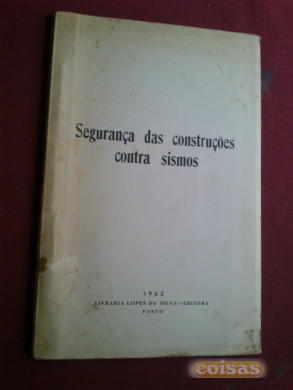 Segurança das construções
contra sismos
1962
LIVRARIA LOPES DA SILVA—EDITORA
PORTO
coisas